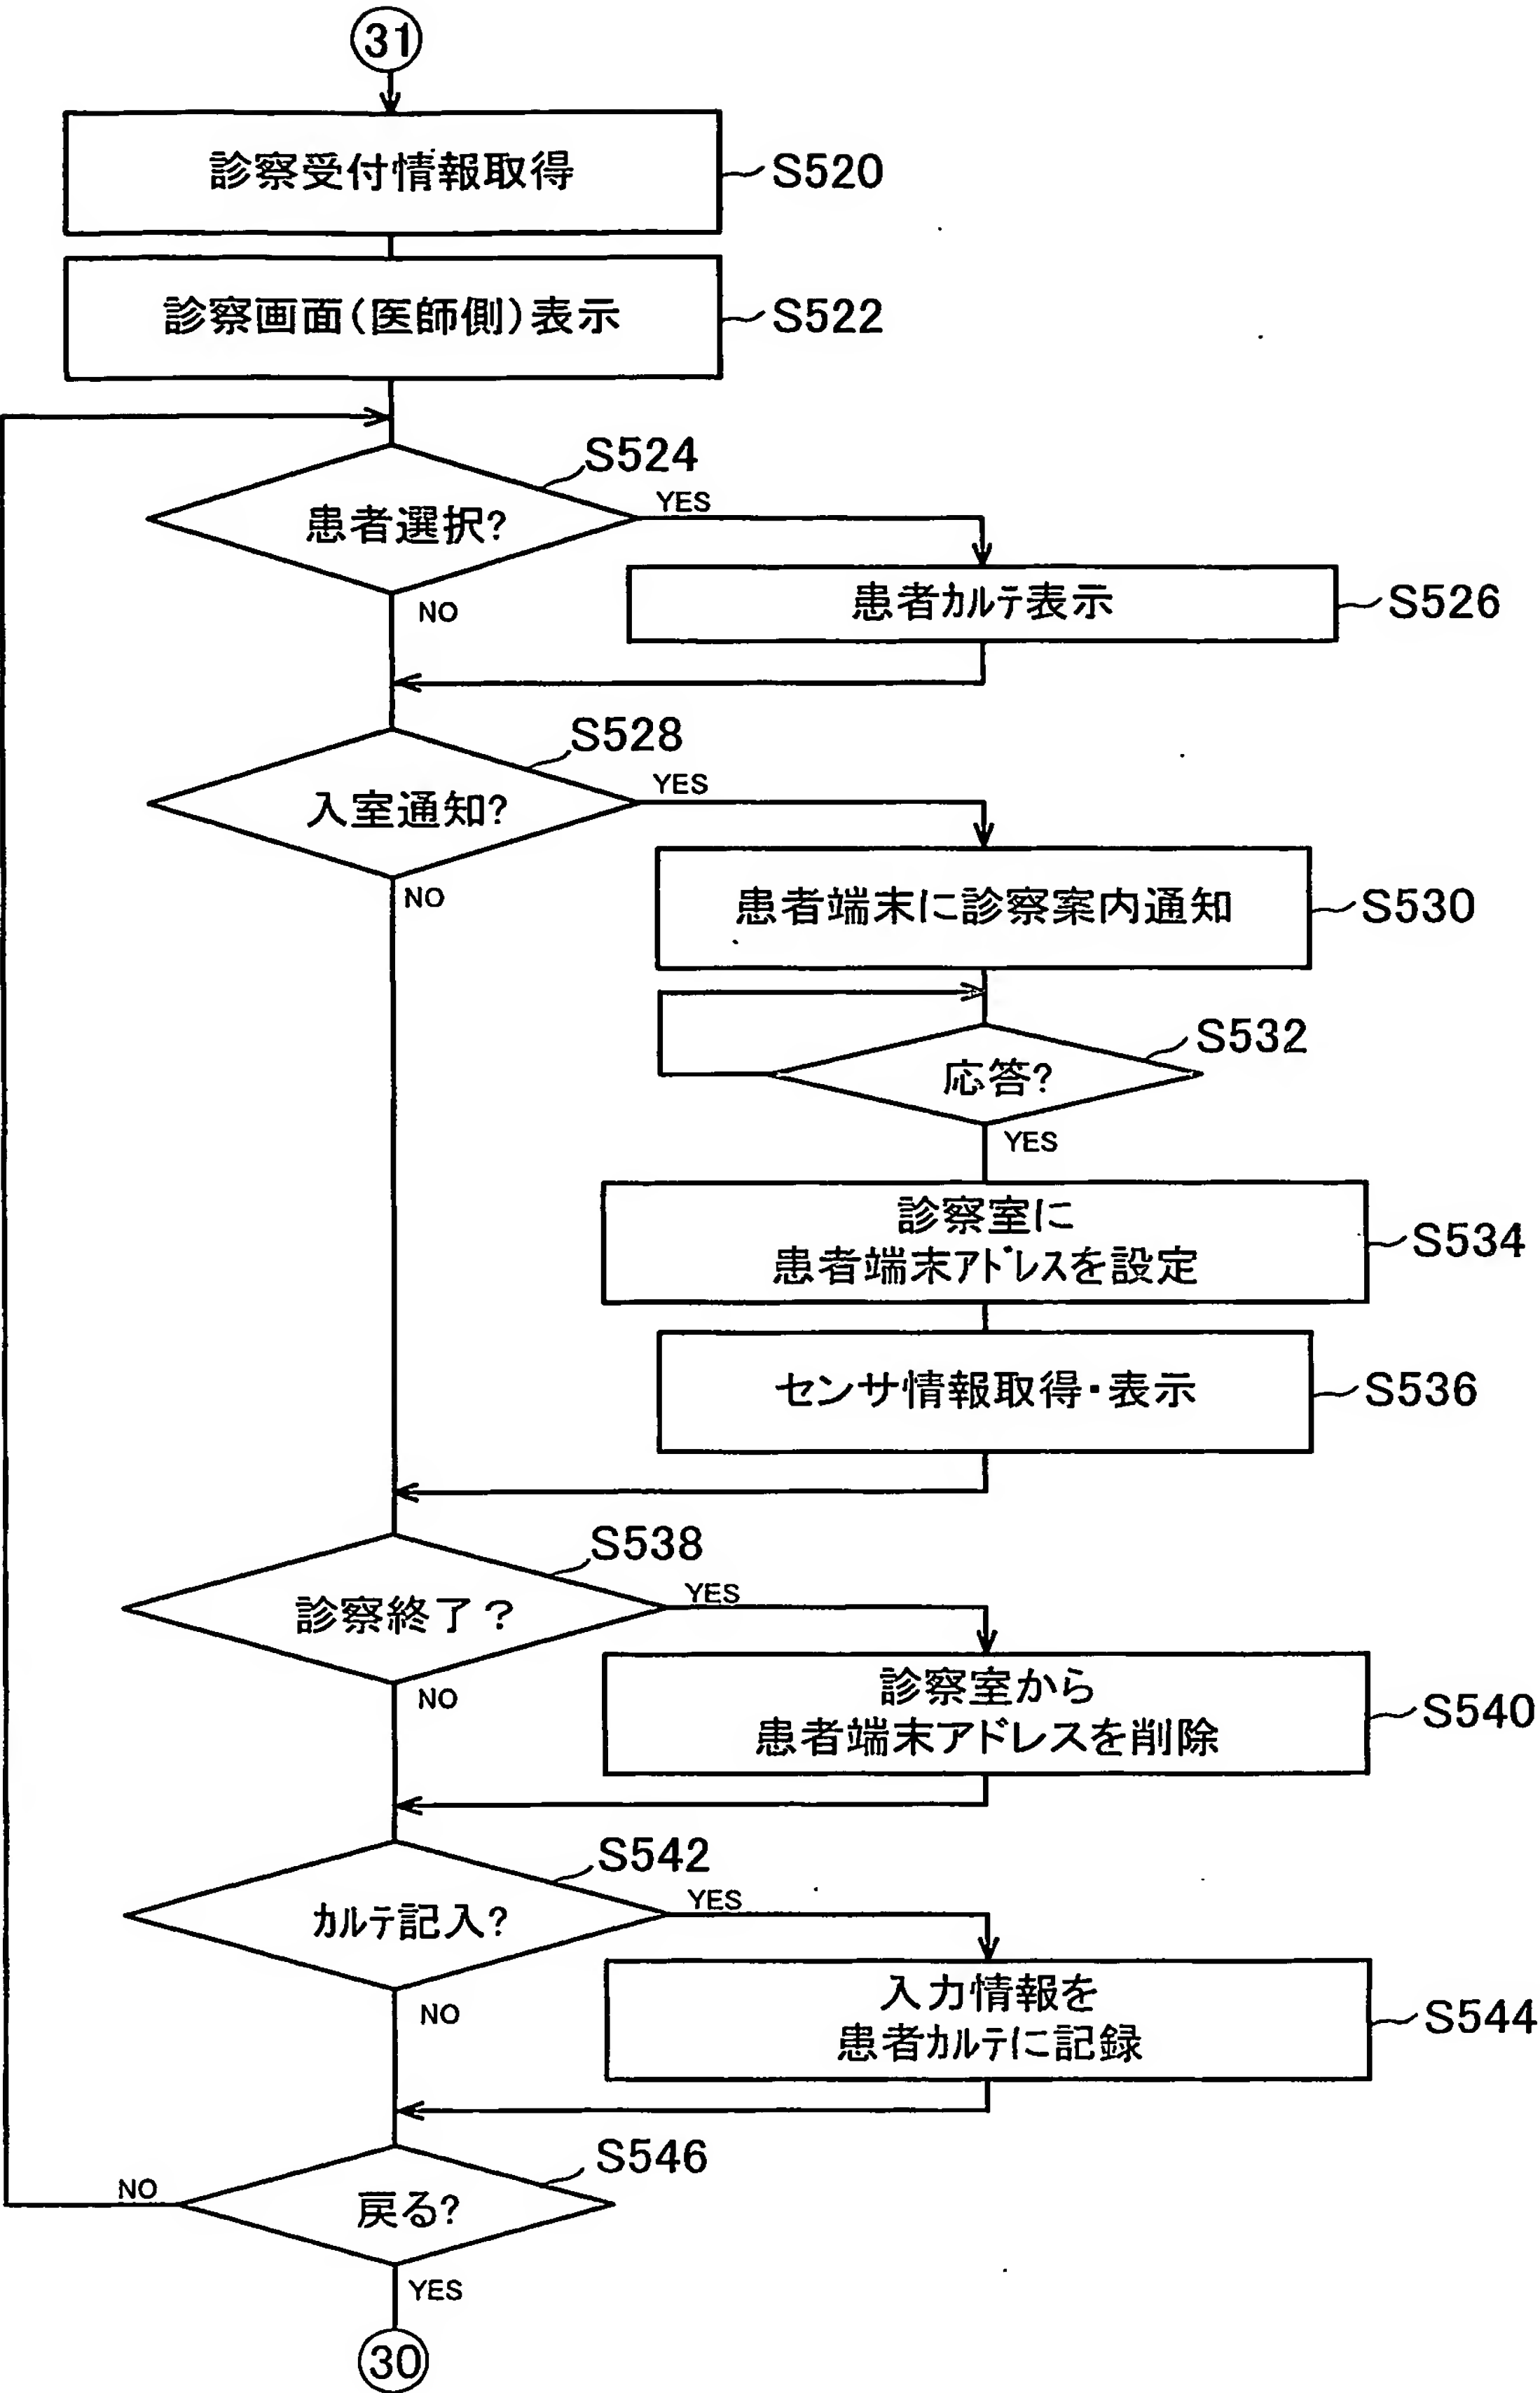 31
診察受付情報取得
S520
診察画面(医師側)表示
S522
S524
患者選択?
YES
NO
患者カルテ表示
S526
S528
入室通知?
YES
NO
患者端末に診察案内通知
S530
S532
応答?
YES
診察室に
患者端末アドレスを設定
S534
センサ情報取得・表示
S536
S538
診察終了?
YES
NO
診察室から
患者端末アドレスを削除
S540
S542
カルテ記入?
YES
NO
入力情報を
患者カルテに記録
S544
S546
戻る?
NO
YES
30